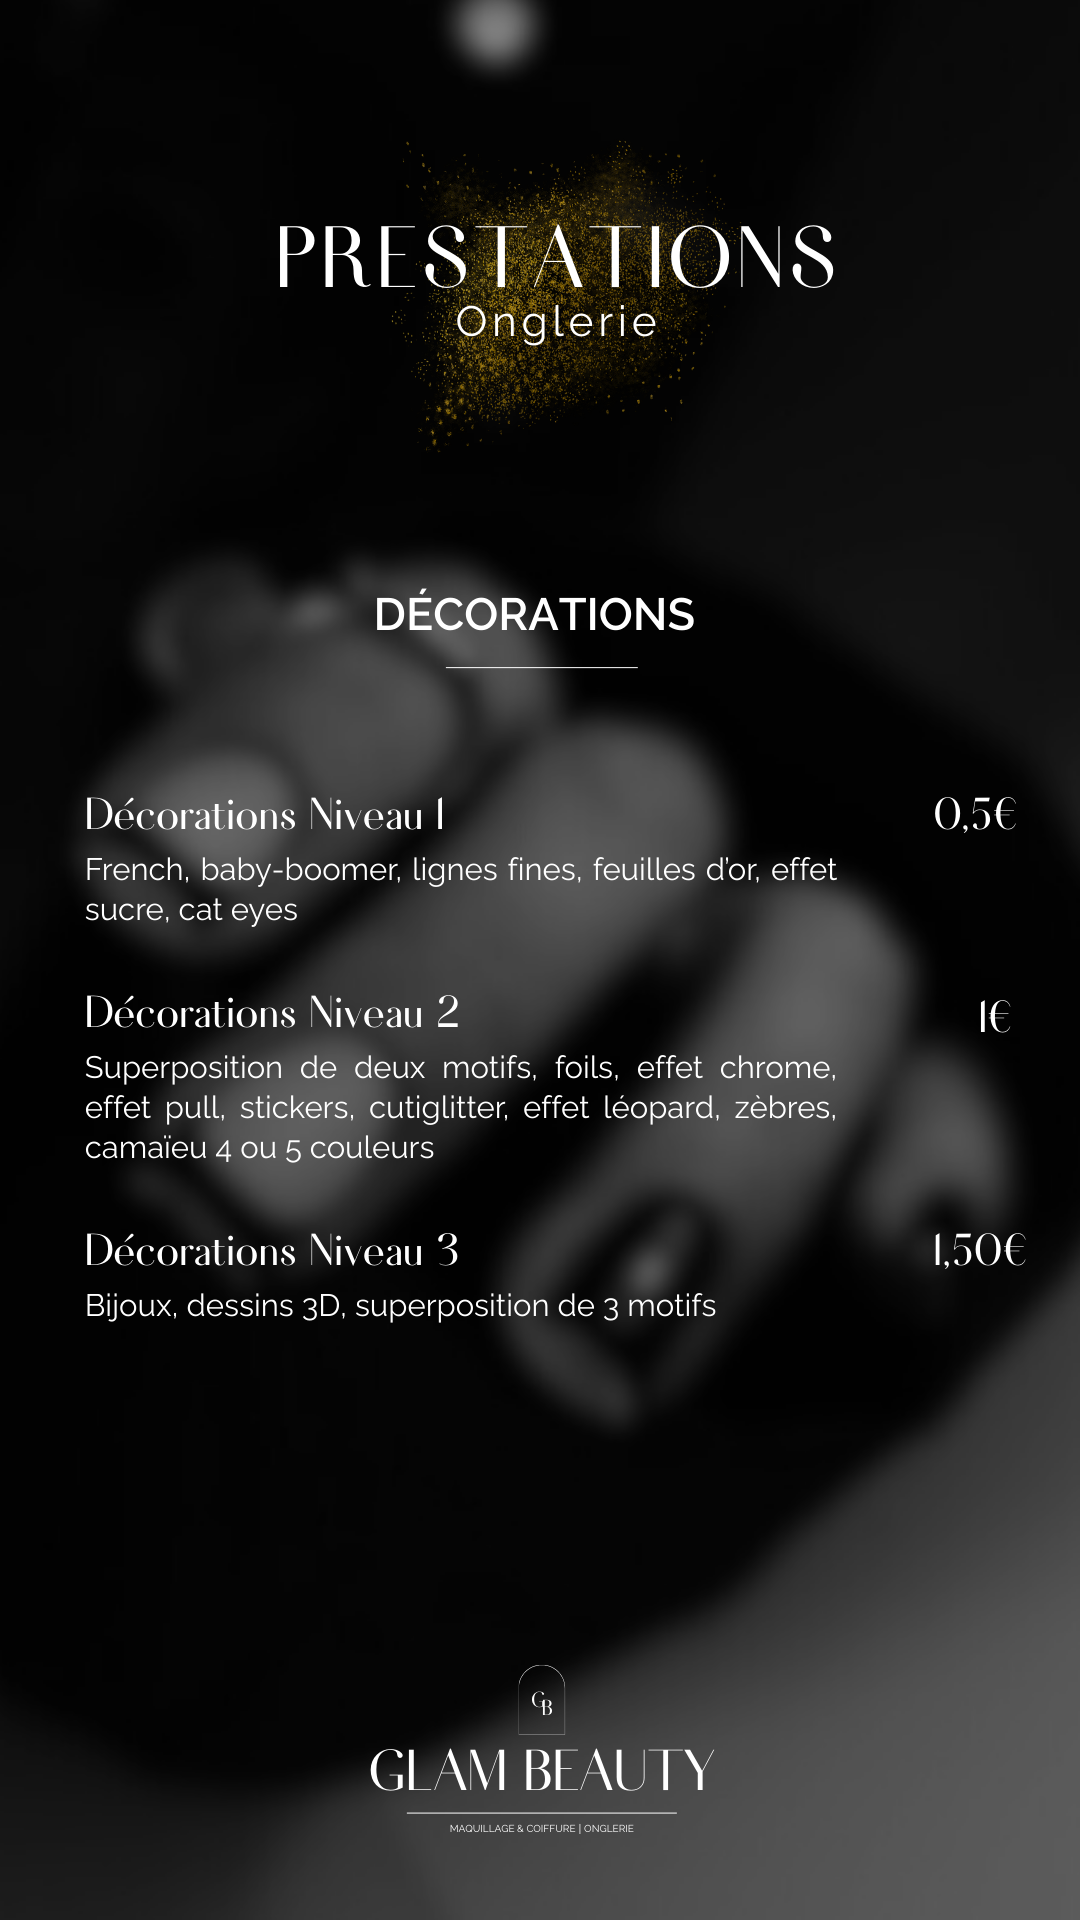 PRESTATIONS
Onglerie
DÉCORATIONS
Décorations Niveau 1
0,5€
French, baby-boomer, lignes fines, feuilles d’or, effet
sucre, cat eyes
Décorations Niveau 2
1€
Superposition de deux motifs, foils, effet chrome,
effet pull, stickers, cutiglitter, effet léopard, zèbres,
camaïeu 4 ou 5 couleurs
Décorations Niveau 3
1,50€
Bijoux, dessins 3D, superposition de 3 motifs
GB
GLAM BEAUTY
MAQUILLAGE & COIFFURE | ONGLERIE